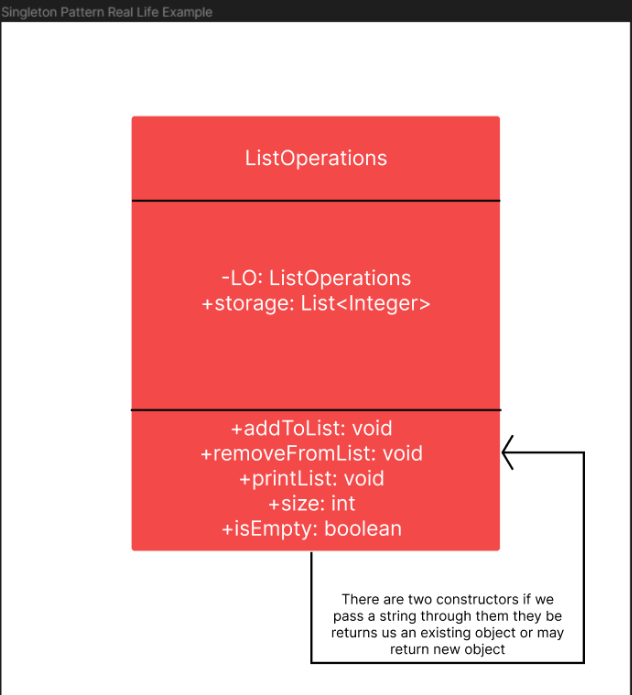 Singleton Pattern Real Life Example
ListOperations
-LO: ListOperations
+storage: List<Integer>
+addToList: void
+removeFromList: void
+printList: void
+size: int
+isEmpty: boolean
There are two constructors if we
pass a string through them they be
returns us an existing object or may
return new object